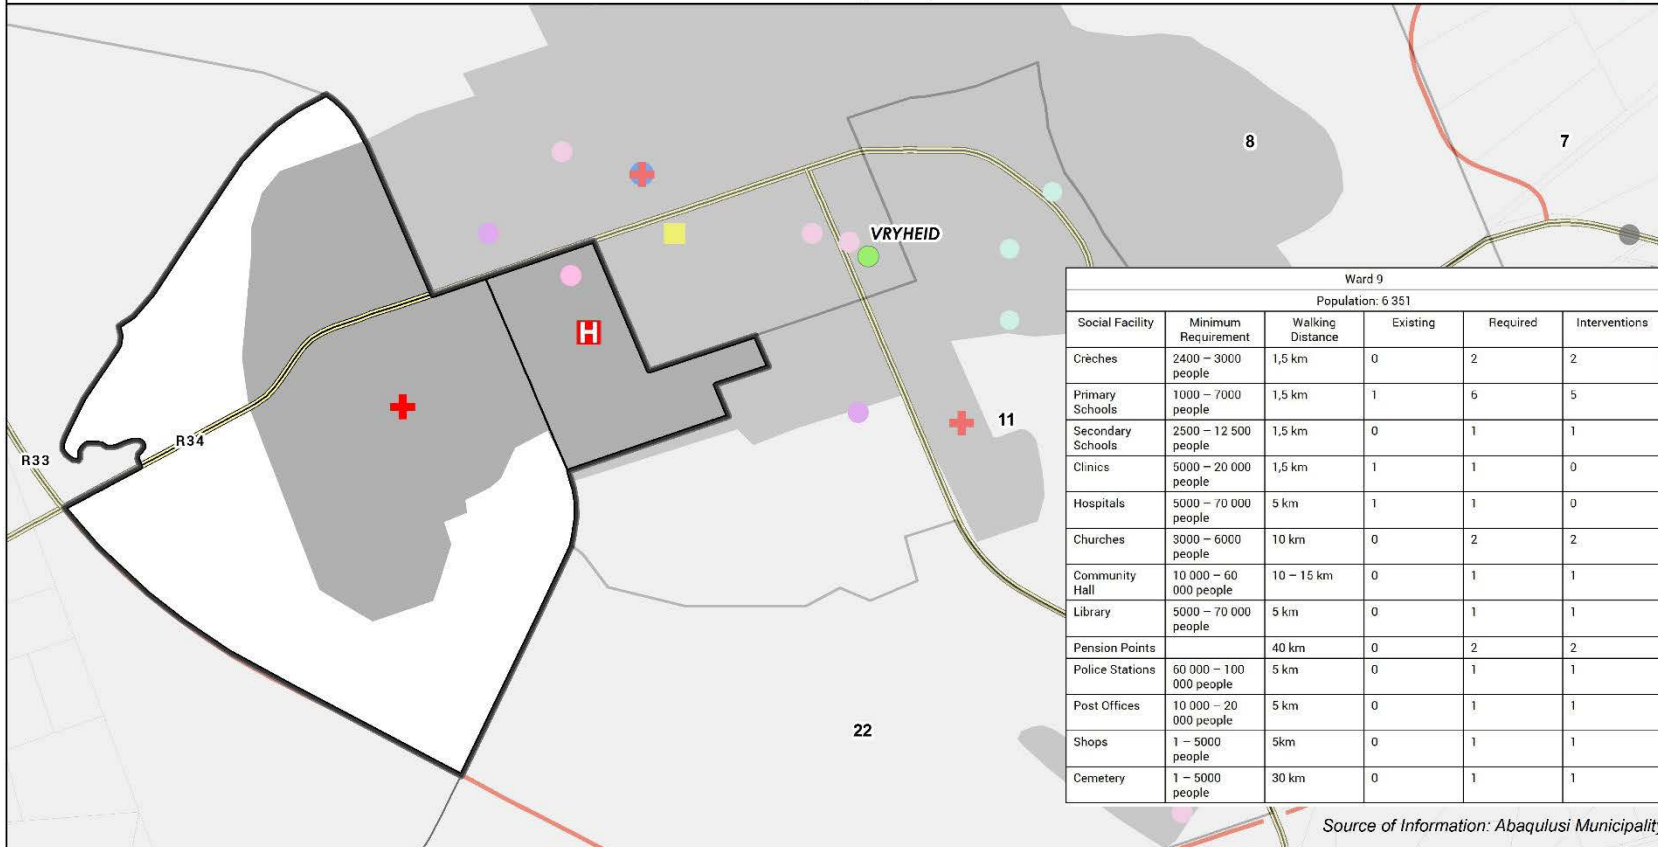 8
7
VRYHEID
H
11
R34
R33
22
Ward 9
Population: 6 351
Social Facility Minimum Requirement Walking Distance Existing Required Interventions
Crèches 2400 – 3000 people 1,5 km 0 2 2
Primary Schools 1000 – 7000 people 1,5 km 1 6 5
Secondary Schools 2500 – 12 500 people 1,5 km 0 1 1
Clinics 5000 – 20 000 people 1,5 km 1 1 0
Hospitals 5000 – 70 000 people 5 km 1 1 0
Churches 3000 – 6000 people 10 km 0 2 2
Community Hall 10 000 – 60 000 people 10 – 15 km 0 1 1
Library 5000 – 70 000 people 5 km 0 1 1
Pension Points 40 km 0 2 2
Police Stations 60 000 – 100 000 people 5 km 0 1 1
Post Offices 10 000 – 20 000 people 5 km 0 1 1
Shops 1 – 5000 people 5km 0 1 1
Cemetery 1 – 5000 people 30 km 0 1 1
Source of Information: Abaqulusi Municipality